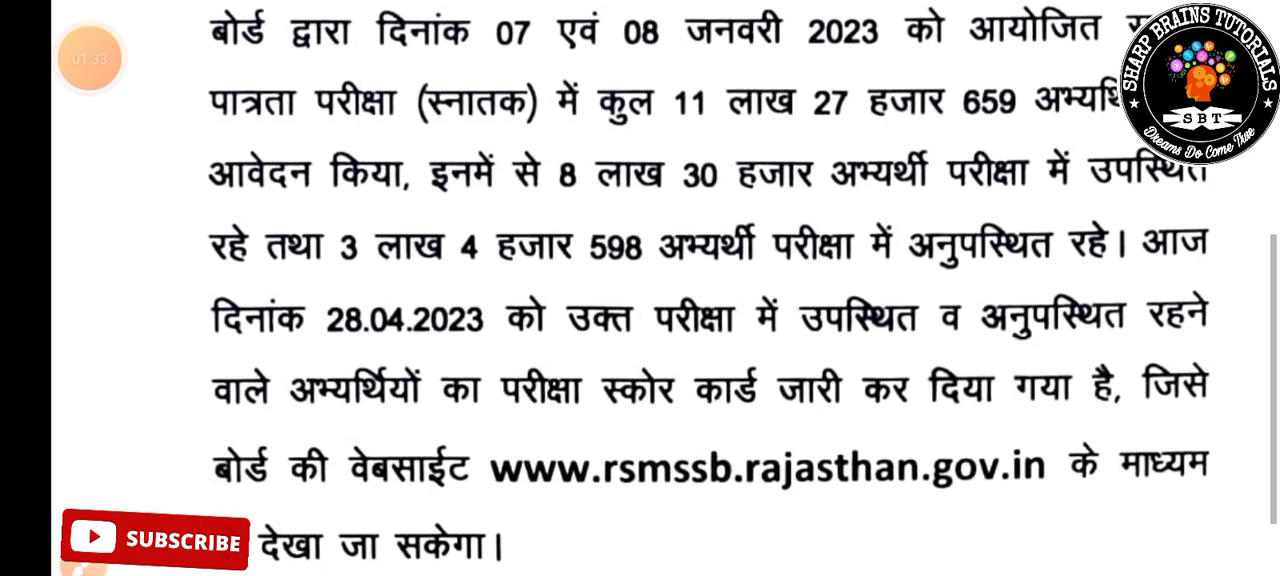 बोर्ड द्वारा दिनांक 07 एवं 08 जनवरी 2023 को आयोजित
पात्रता परीक्षा (स्नातक) में कुल 11 लाख 27 हजार 659
आवेदन किया, इनमें से 8 लाख 30 हजार अभ्यर्थी परीक्षा में उपस्थित
रहे तथा 3 लाख 4 हजार 598 अभ्यर्थी परीक्षा में अनुपस्थित रहे। आज
दिनांक 28.04.2023 को उक्त परीक्षा में उपस्थित व अनुपस्थित रहने
वाले अभ्यर्थियों का परीक्षा स्कोर कार्ड जारी कर दिया गया है, जिसे
बोर्ड की वेबसाईट www.rsmssb.rajasthan.gov.in के माध्यम
देखा जा सकेगा।
01:33
SHARP BRAINS TUTORIALS
SBT
Dreams Do Come True
SUBSCRIBE